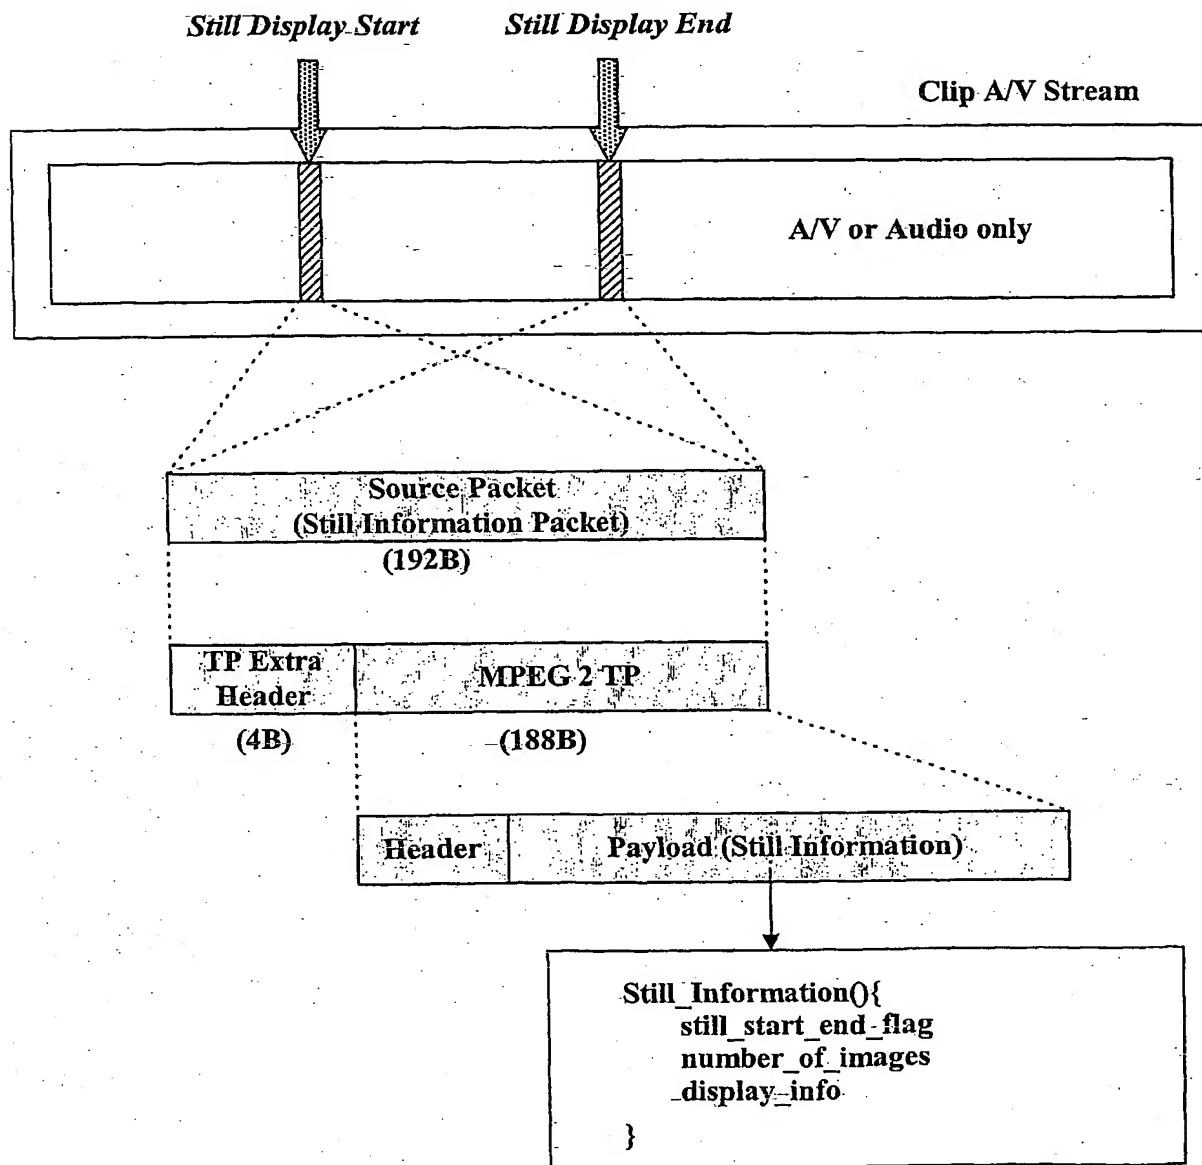 Still Display Start
Still Display End
Clip A/V Stream
A/V or Audio only
Source Packet
(Still Information Packet)
(192B)
TP Extra
Header
MPEG 2 TP
(4B)
(188B)
Header
Payload (Still Information)
Still_Information(){
still_start_end_flag
number_of_images
display_info
}